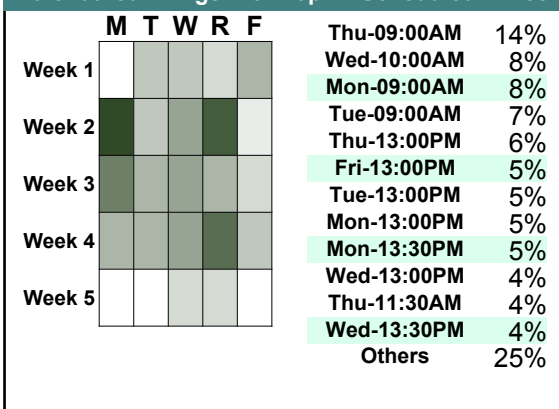 M T W R F
Week 1
Week 2
Week 3
Week 4
Week 5
Thu-09:00AM 14%
Wed-10:00AM 8%
Mon-09:00AM 8%
Tue-09:00AM 7%
Thu-13:00PM 6%
Fri-13:00PM 5%
Tue-13:00PM 5%
Mon-13:00PM 5%
Mon-13:30PM 5%
Wed-13:00PM 4%
Thu-11:30AM 4%
Wed-13:30PM 4%
Others 25%